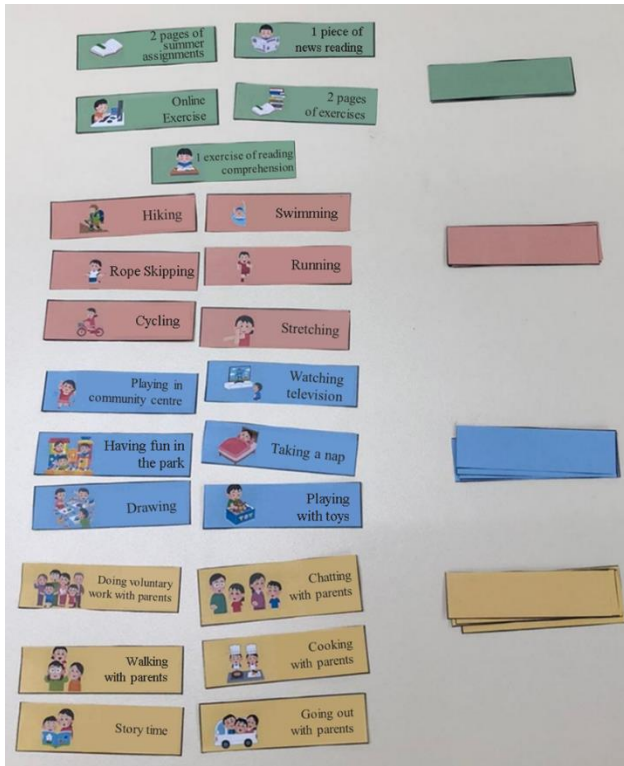 2 pages of
summer
assignments
1 piece of
news reading
Online
Exercise
2 pages
of exercises
1 exercise of reading
comprehension
Hiking
Swimming
Rope Skipping
Running
Cycling
Stretching
Playing in
community centre
Watching
television
Having fun in
the park
Taking a nap
Drawing
Playing
with toys
Doing voluntary
work with parents
Chatting
with parents
Walking
with parents
Cooking
with parents
Story time
Going out
with parents